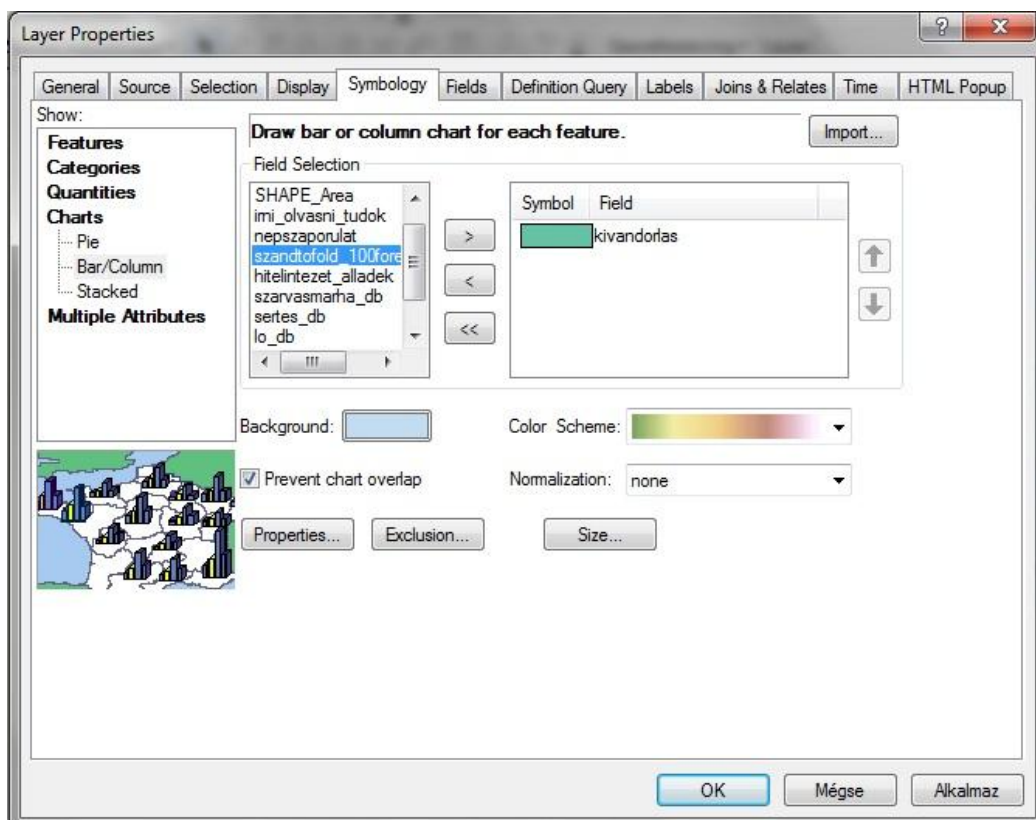 Layer Properties
General Source Selection Display Symbology Fields Definition Query Labels Joins & Relates Time HTML Popup
Show:
Features
Categories
Quantities
Charts
Pie
Bar/Column
Stacked
Multiple Attributes
Draw bar or column chart for each feature.
Import...
Field Selection
SHAPE_Area
imi_olvasni_tudok
nepszaporulat
szandtofold_100fore
hitelintezet_alladek
szarvasmarha_db
sertes_db
lo_db
>
<
<<
Symbol Field
kivandorlas
Background:
Color Scheme:
Prevent chart overlap
Normalization: none
Properties...
Exclusion...
Size...
OK
Mégse
Alkalmaz